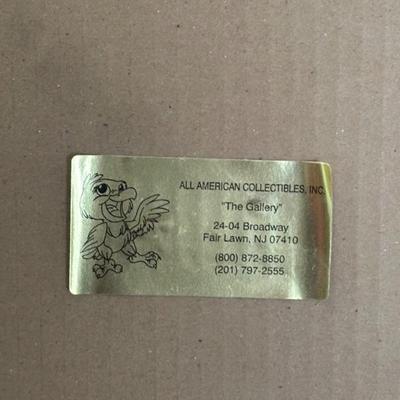 ALL AMERICAN COLLECTIBLES, INC.
"The Gallery"
24-04 Broadway
Fair Lawn, NJ 07410
(800) 872-8850
(201) 797-2555